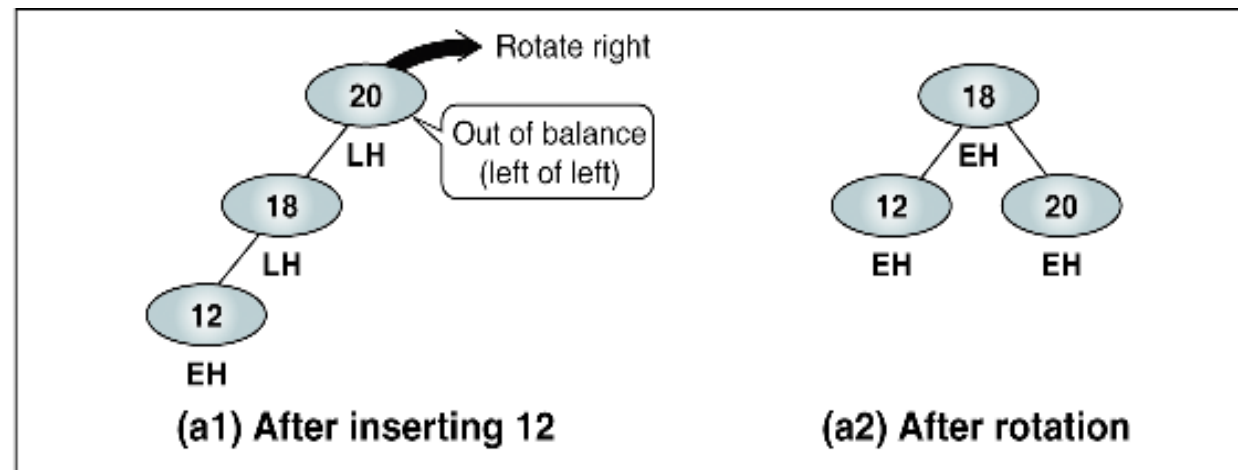 Rotate right
20
Out of balance
(left of left)
LH
18
LH
12
EH
(a1) After inserting 12
18
EH
12
20
EH
EH
(a2) After rotation